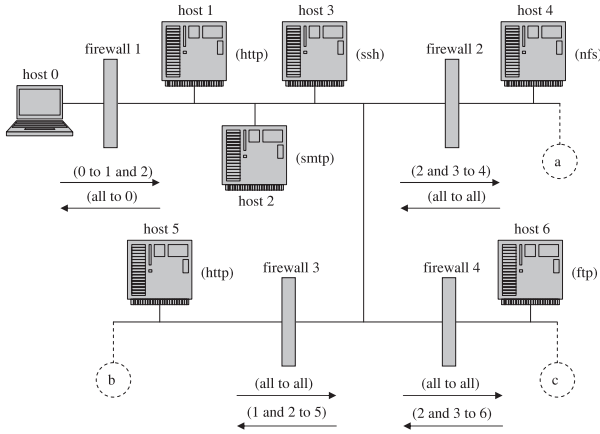 host 1
host 3
host 4
firewall 1
(http)
(ssh)
firewall 2
(nfs)
host 0
(smtp)
a
(0 to 1 and 2)
(2 and 3 to 4)
(all to 0)
host 2
(all to all)
host 5
host 6
(http)
firewall 3
firewall 4
(ftp)
b
(all to all)
(all to all)
c
(1 and 2 to 5)
(2 and 3 to 6)